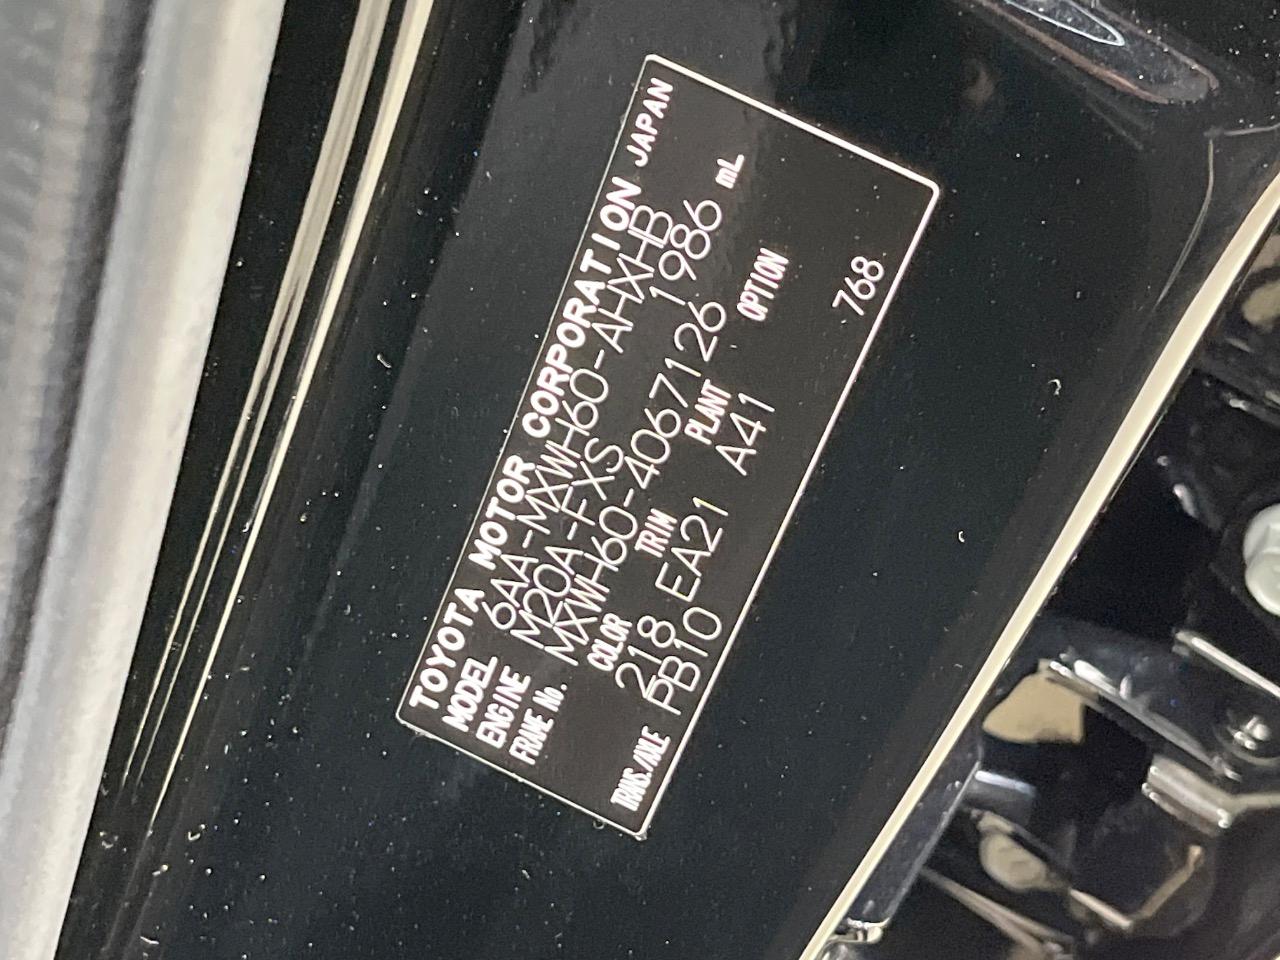 TOYOTA MOTOR CORPORATION JAPAN
MODEL 6AA-MXWH60-AHXHB
ENGINE M20A-FXS 1986 mL
FRAME No. MXWH60-4067126
COLOR TRIM PLANT OPTION
218 EA21 A41
TRANS./AXLE PB10 768